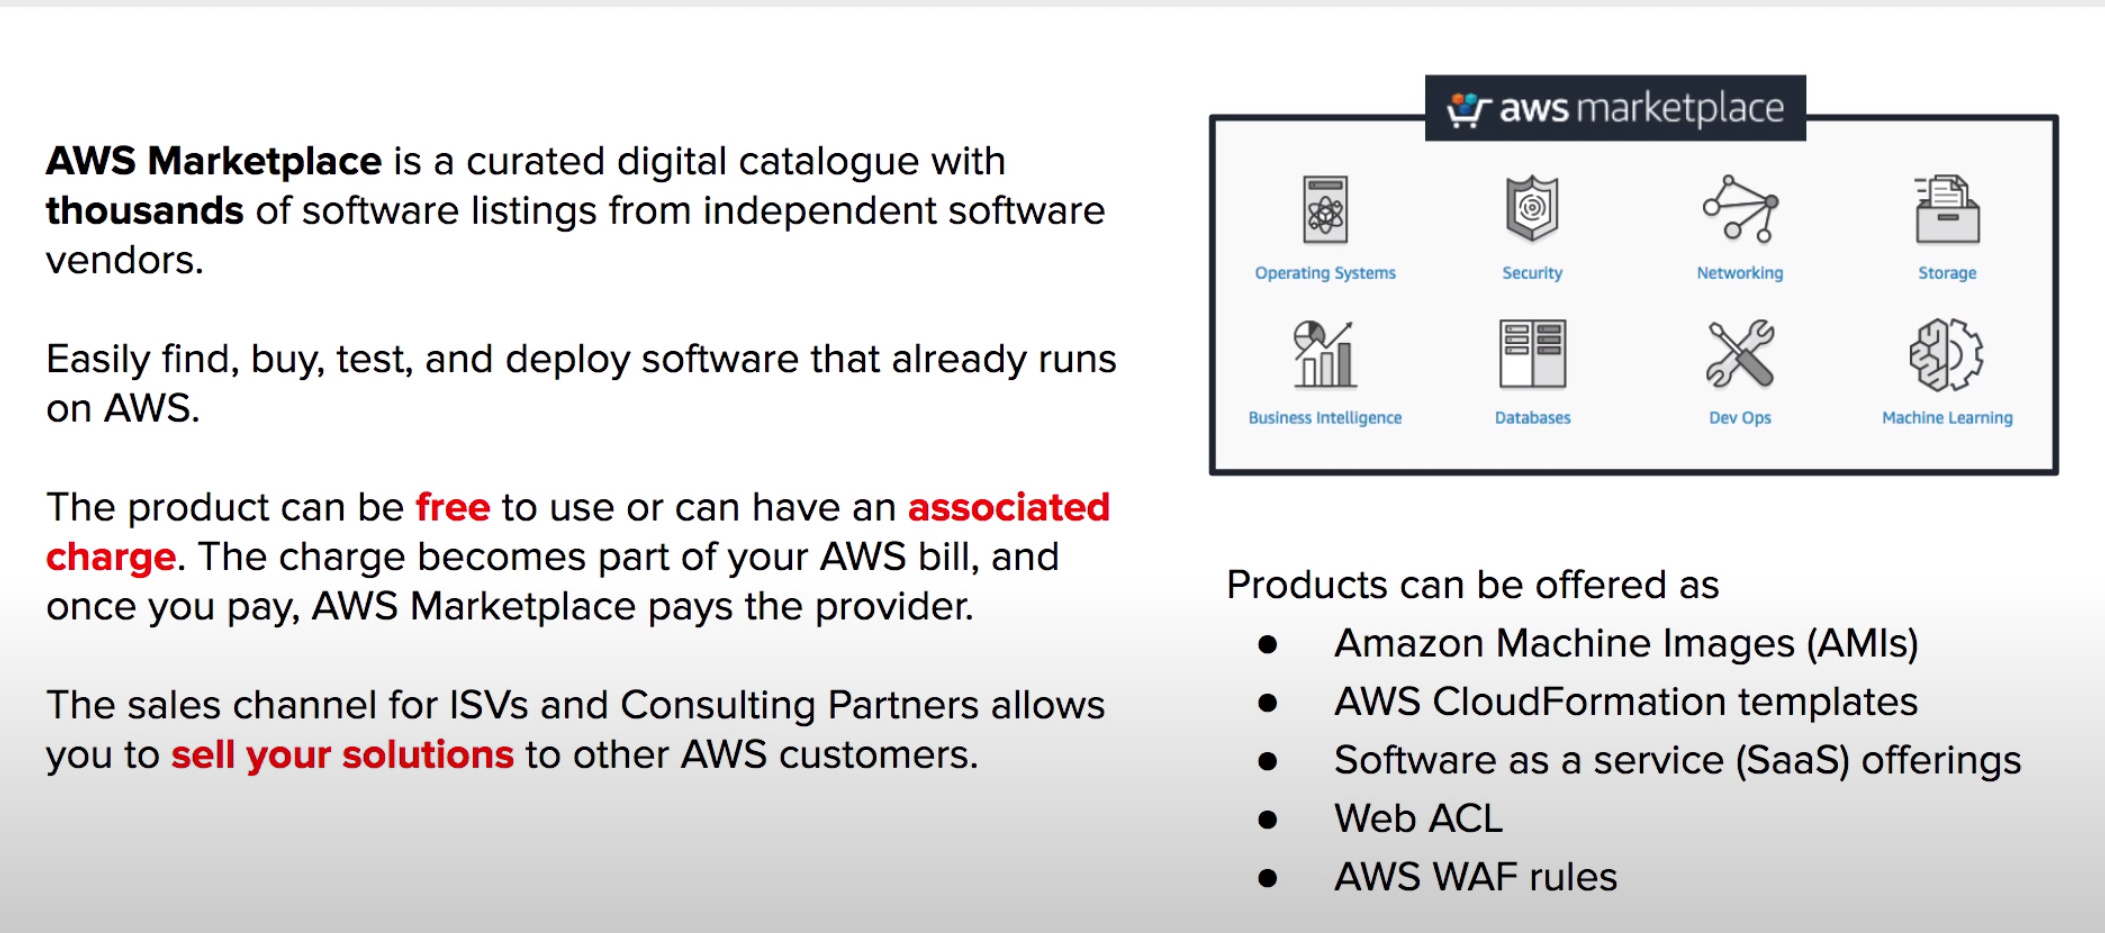 AWS Marketplace is a curated digital catalogue with
thousands of software listings from independent software
vendors.
Easily find, buy, test, and deploy software that already runs
on AWS.
The product can be free to use or can have an associated
charge. The charge becomes part of your AWS bill, and
once you pay, AWS Marketplace pays the provider.
The sales channel for ISVs and Consulting Partners allows
you to sell your solutions to other AWS customers.
aws marketplace
Operating Systems
Security
Networking
Storage
Business Intelligence
Databases
Dev Ops
Machine Learning
Products can be offered as
● Amazon Machine Images (AMIs)
● AWS CloudFormation templates
● Software as a service (SaaS) offerings
● Web ACL
● AWS WAF rules